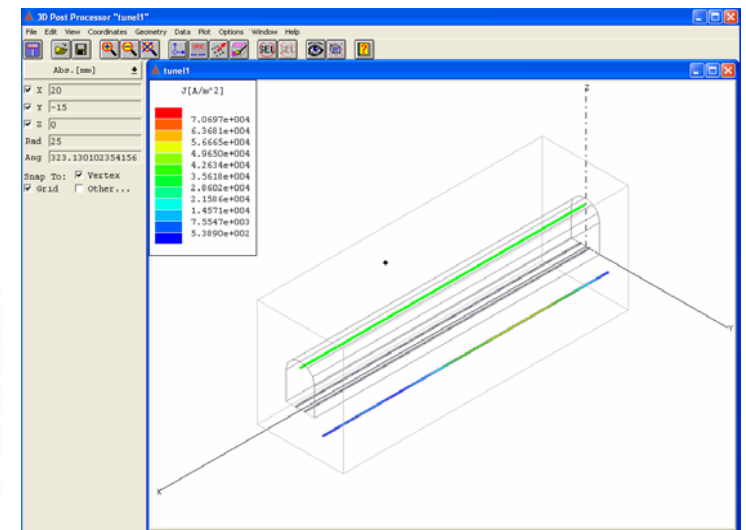 3D Post Processor "tunel1"
File Edit View Coordinates Geometry Data Plot Options Window Help
SEL SEL
Abs.[mm]
X 20
Y -15
Z 0
Rad 25
Ang 323.130102354156
Snap To: Vertex
Grid Other...
tunel1
J[A/m^2]
7.0697e+004
6.3681e+004
5.6665e+004
4.9650e+004
4.2634e+004
3.5618e+004
2.8602e+004
2.1586e+004
1.4571e+004
7.5547e+003
5.3890e+002
Z
Y
X